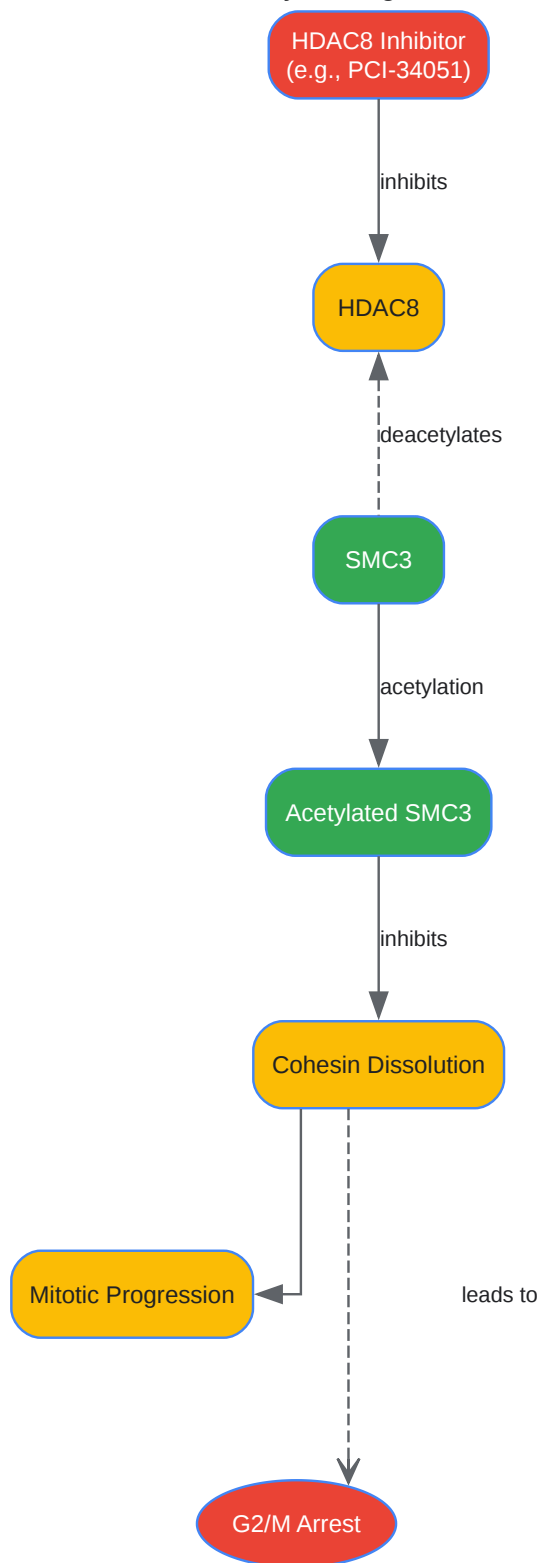 HDAC8 Inhibitor
(e.g., PCI-34051)
inhibits
HDAC8
deacetylates
SMC3
acetylation
Acetylated SMC3
inhibits
Cohesin Dissolution
Mitotic Progression
leads to
G2/M Arrest